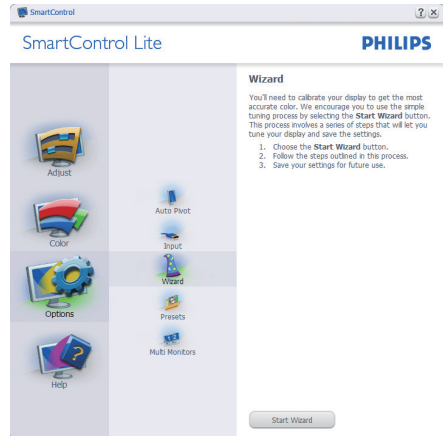 SmartControl
? x
SmartControl Lite
PHILIPS
Adjust
Color
Options
Help
Auto Pivot
Input
Wizard
Presets
Multi Monitors
Wizard
You'll need to calibrate your display to get the most
accurate color. We encourage you to use the simple
tuning process by selecting the Start Wizard button.
This process involves a series of steps that will let you
tune your display and save the settings.
1. Choose the Start Wizard button.
2. Follow the steps outlined in this process.
3. Save your settings for future use.
Start Wizard